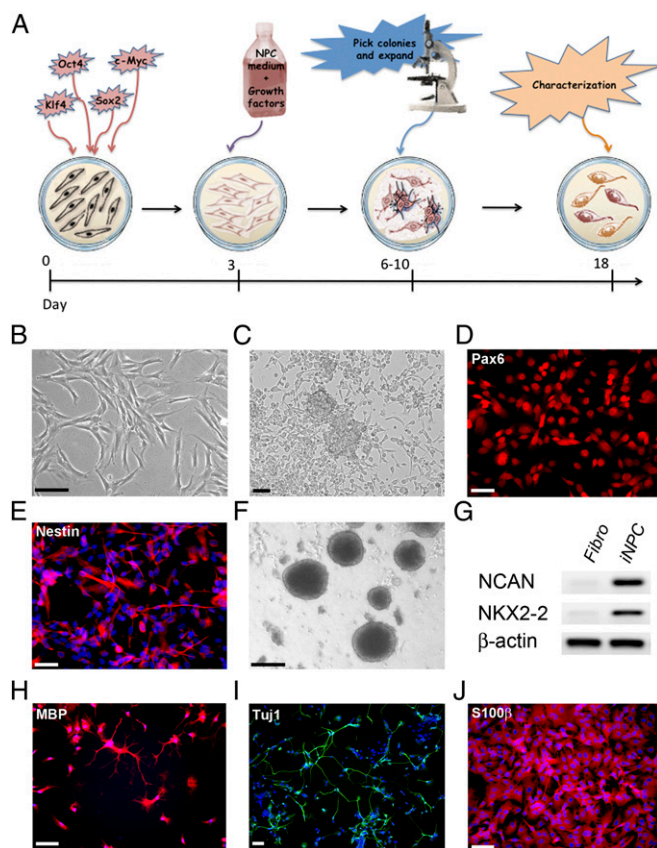 A
Oct4
c-Myc
Klf4
Sox2
NPC
medium
+
Growth
factors
Pick colonies
and expand
Characterization
0
3
6-10
18
Day
B
C
D
Pax6
E
Nestin
F
G
Fibro
iNPC
NCAN
NKX2-2
β-actin
H
MBP
I
Tuj1
J
S100β